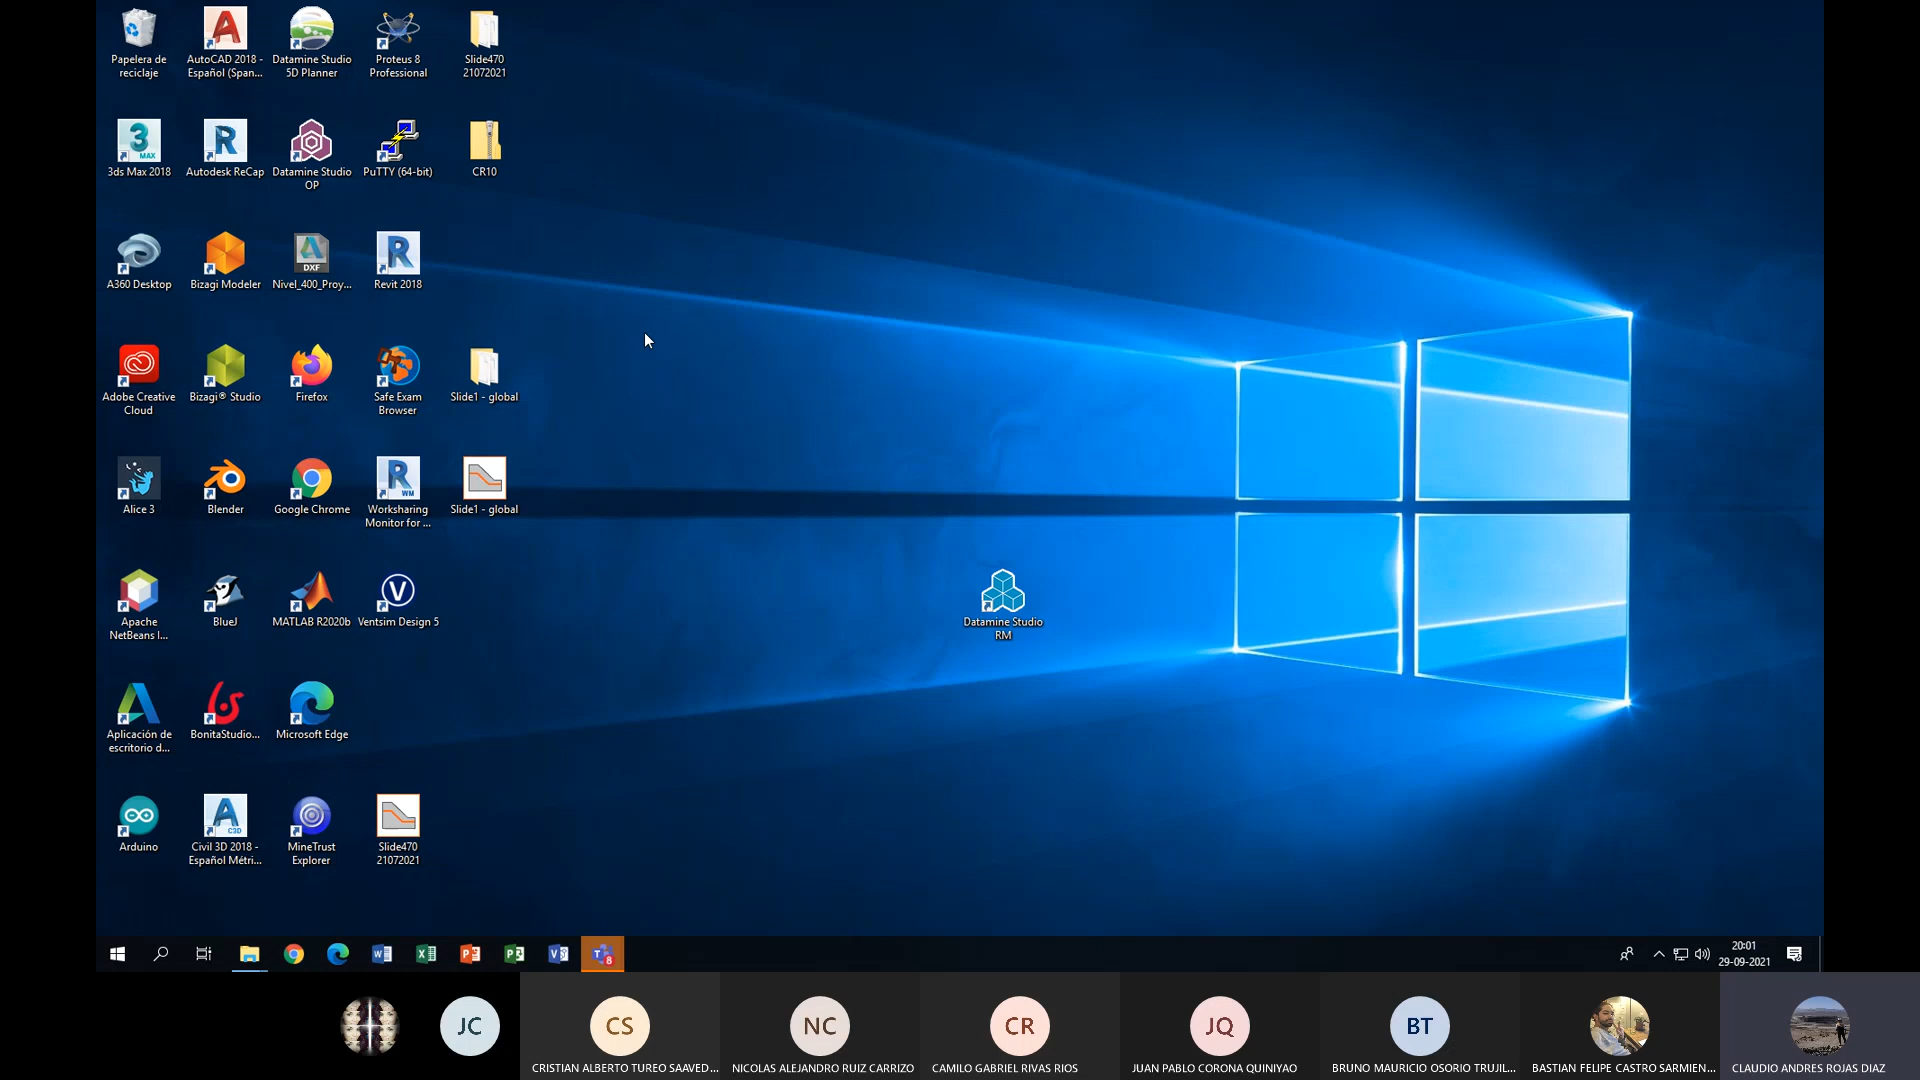 Papelera de
reciclaje
AutoCAD 2018 -
Español (Span...
Datamine Studio
5D Planner
Proteus 8
Professional
Slide470
21072021
3
MAX
3ds Max 2018
R
Autodesk ReCap
Datamine Studio
OP
PuTTY (64-bit)
CR10
A360 Desktop
Bizagi Modeler
DXF
Nivel_400_Proy...
R
Revit 2018
Adobe Creative
Cloud
Bizagi® Studio
Firefox
Safe Exam
Browser
Slide1 - global
Alice 3
Blender
Google Chrome
R
WM
Worksharing
Monitor for ...
Slide1 - global
Apache
NetBeans I...
BlueJ
MATLAB R2020b
V
Ventsim Design 5
Datamine Studio
RM
Aplicación de
escritorio d...
BonitaStudio...
Microsoft Edge
Arduino
C3D
Civil 3D 2018 -
Español Métri...
MineTrust
Explorer
Slide470
21072021
20:01
29-09-2021
JC
CS
NC
CR
JQ
BT
CRISTIAN ALBERTO TUREO SAAVED...
NICOLAS ALEJANDRO RUIZ CARRIZO
CAMILO GABRIEL RIVAS RIOS
JUAN PABLO CORONA QUINIYAO
BRUNO MAURICIO OSORIO TRUJIL...
BASTIAN FELIPE CASTRO SARMIEN...
CLAUDIO ANDRES ROJAS DIAZ